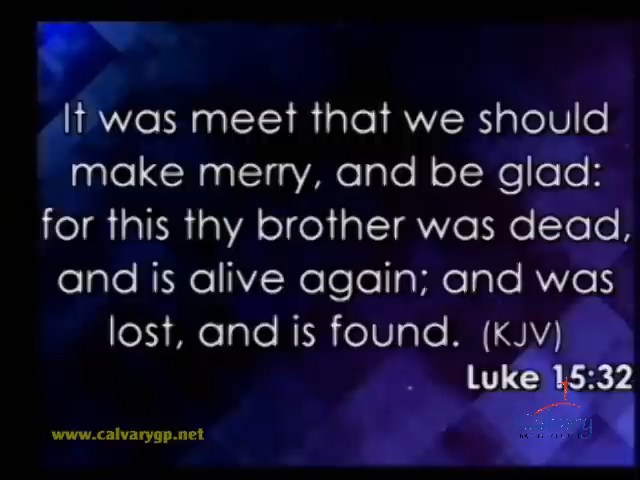 It was meet that we should
make merry, and be glad:
for this thy brother was dead,
and is alive again; and was
lost, and is found. (KJV)
Luke 15:32
www.calvarygp.net
Calvary